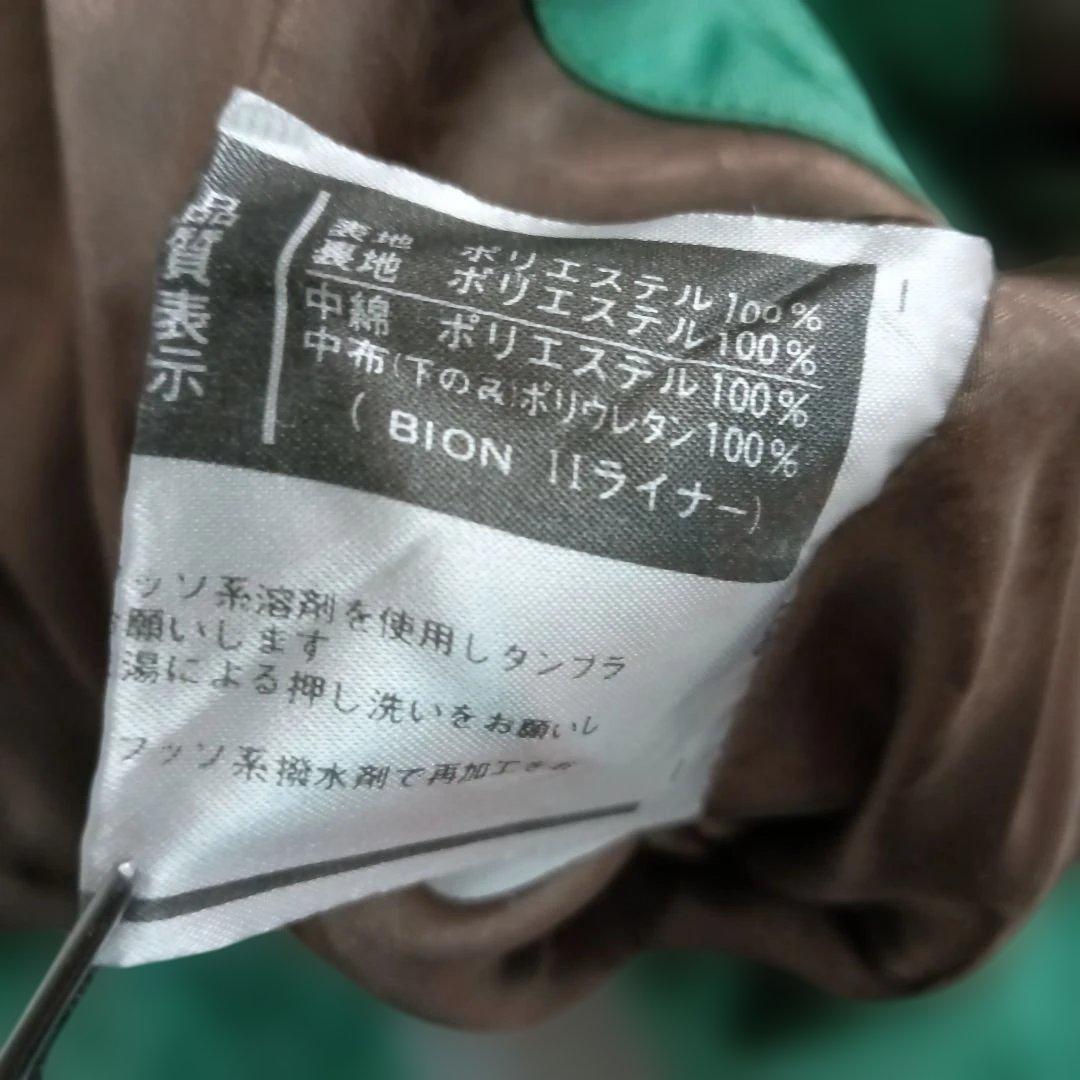 品質表示
表地 ポリエステル100%
裏地 ポリエステル100%
中綿 ポリエステル100%
中布(下のみ)ポリウレタン100%
( BION IIライナー)
ッソ系溶剤を使用しタンブラ
願いします
湯による押し洗いをお願いし
フッソ系撥水剤で再加工